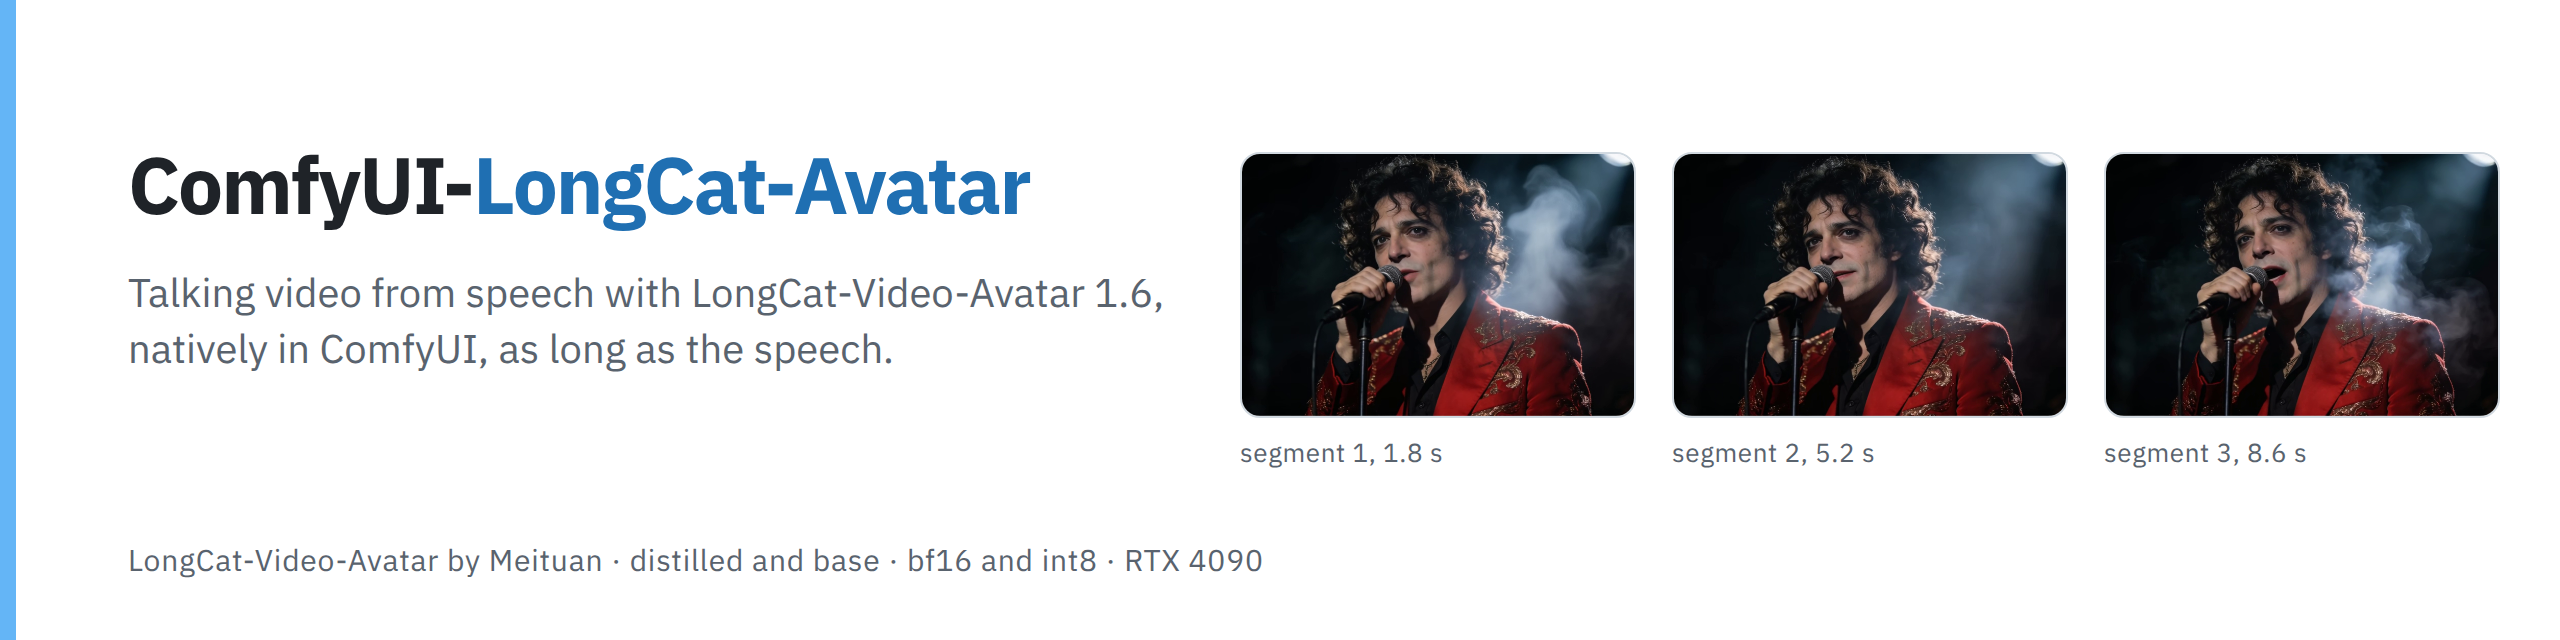 ComfyUI-LongCat-Avatar
Talking video from speech with LongCat-Video-Avatar 1.6,
natively in ComfyUI, as long as the speech.
segment 1, 1.8 s
segment 2, 5.2 s
segment 3, 8.6 s
LongCat-Video-Avatar by Meituan · distilled and base · bf16 and int8 · RTX 4090